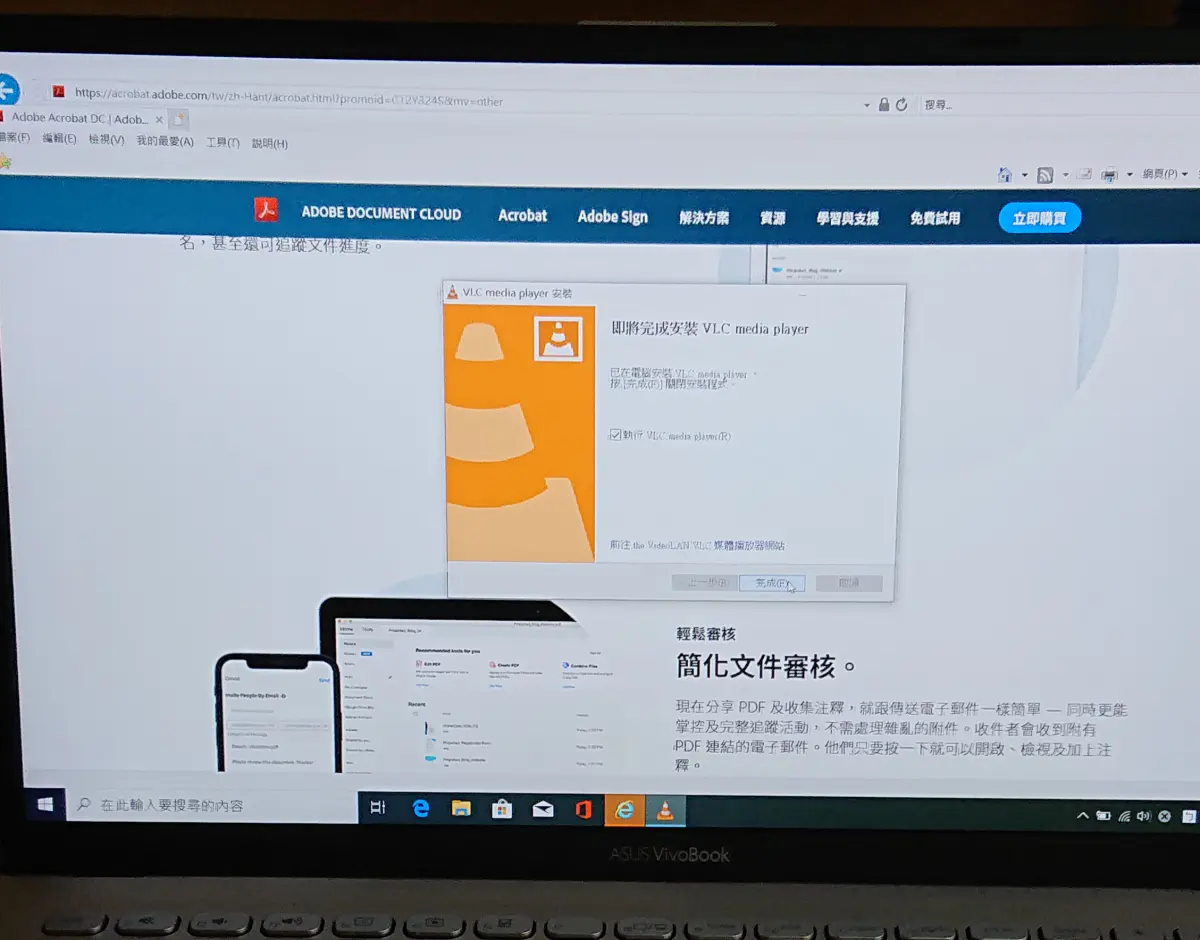 https://acrobat.adobe.com/tw/zh-Hant/acrobat.html?promoid=C12Y324S&mv=other
搜尋...
Adobe Acrobat DC | Adob...
檔案(F) 編輯(E) 檢視(V) 我的最愛(A) 工具(T) 說明(H)
網頁(P)
ADOBE DOCUMENT CLOUD Acrobat Adobe Sign 解決方案 資源 學習與支援 免費試用 立即購買
名，甚至還可追蹤文件進度。
VLC media player 安裝
即將完成安裝 VLC media player
已在電腦安裝 VLC media player 。
按 [完成(F)] 關閉安裝程式。
執行 VLC media player(R)
前往 the VideoLAN VLC 媒體播放器網站
上一步(B) 完成(F) 取消
Recommended tools for you
Edit PDF Create PDF Combine Files
Recent
Invite People By Email
輕鬆審核
簡化文件審核。
現在分享 PDF 及收集注釋，就跟傳送電子郵件一樣簡單 — 同時更能
掌控及完整追蹤活動，不需處理雜亂的附件。收件者會收到附有
PDF 連結的電子郵件。他們只要按一下就可以開啟、檢視及加上注
釋。
在此輸入要搜尋的內容
ASUS VivoBook